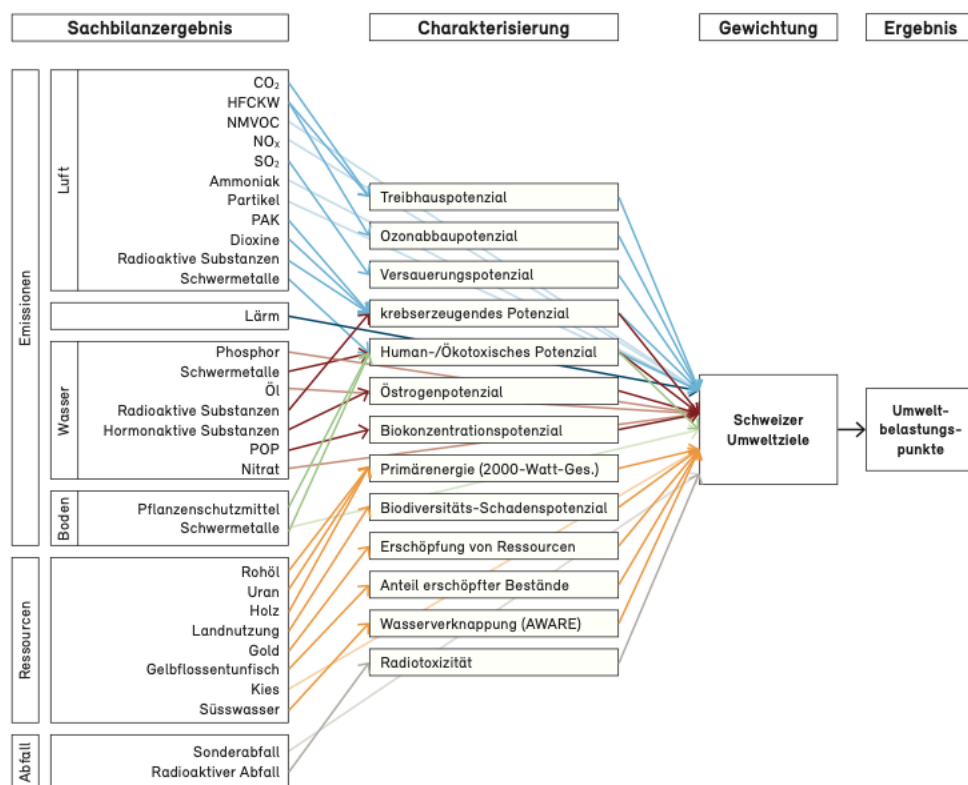 Sachbilanzergebnis
Charakterisierung
Gewichtung
Ergebnis
Emissionen
Luft
CO₂
HFCKW
NMVOC
NOₓ
SO₂
Ammoniak
Partikel
PAK
Dioxine
Radioaktive Substanzen
Schwermetalle
Lärm
Wasser
Phosphor
Schwermetalle
Öl
Radioaktive Substanzen
Hormonaktive Substanzen
POP
Nitrat
Boden
Pflanzenschutzmittel
Schwermetalle
Ressourcen
Rohöl
Uran
Holz
Landnutzung
Gold
Gelbflossentunfisch
Kies
Süsswasser
Abfall
Sonderabfall
Radioaktiver Abfall
Treibhauspotenzial
Ozonabbaupotenzial
Versauerungspotenzial
krebserzeugendes Potenzial
Human-/Ökotoxisches Potenzial
Östrogenpotenzial
Biokonzentrationspotenzial
Primärenergie (2000-Watt-Ges.)
Biodiversitäts-Schadenspotenzial
Erschöpfung von Ressourcen
Anteil erschöpfter Bestände
Wasserverknappung (AWARE)
Radiotoxizität
Schweizer
Umweltziele
Umwelt-
belastungs-
punkte